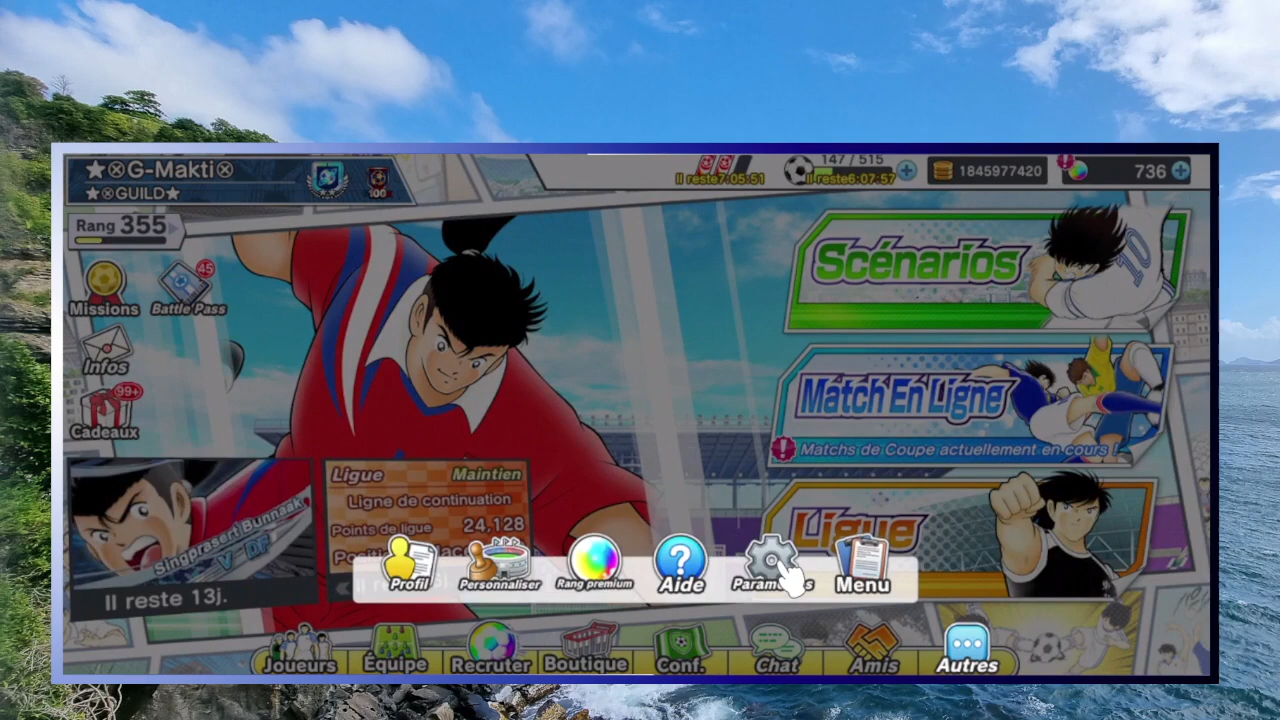 ★⊗G-Makti⊗
★⊗GUILD★
100
Il reste7:05:51
147 / 515
Il reste6:07:57
1845977420
736
Rang 355
Missions
45
Battle Pass
Infos
99+
Cadeaux
Scénarios
10
Match En Ligne
Matchs de Coupe actuellement en cours !
Ligue
Singprasert Bunnaak
V DF
Il reste 13j.
Ligue Maintien
Ligne de continuation
Points de ligue 24,128
Profil
Personnaliser
Rang premium
Aide
Menu
Joueurs
Équipe
Recruter
Boutique
Conf.
Chat
Amis
Autres